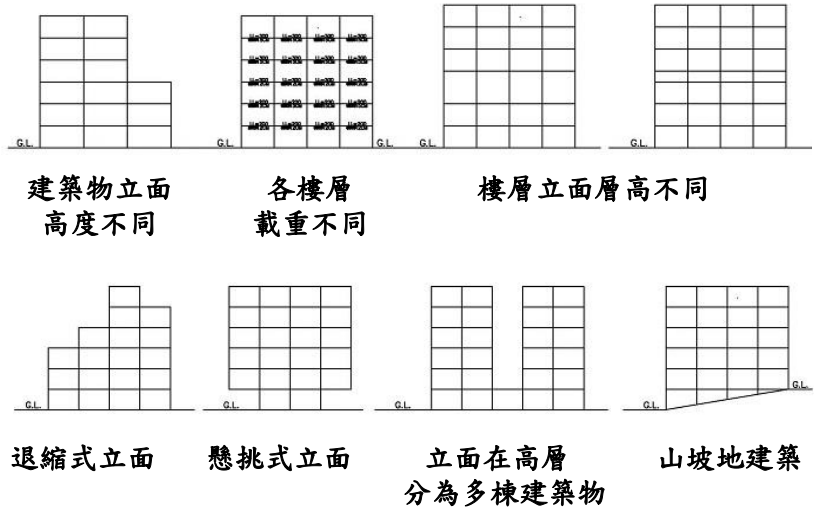 G.L.
G.L.
G.L.
G.L.
G.L.
建築物立面
高度不同
各樓層
載重不同
樓層立面層高不同
G.L.
G.L.
G.L.
G.L.
G.L.
退縮式立面
懸挑式立面
立面在高層
分為多棟建築物
山坡地建築